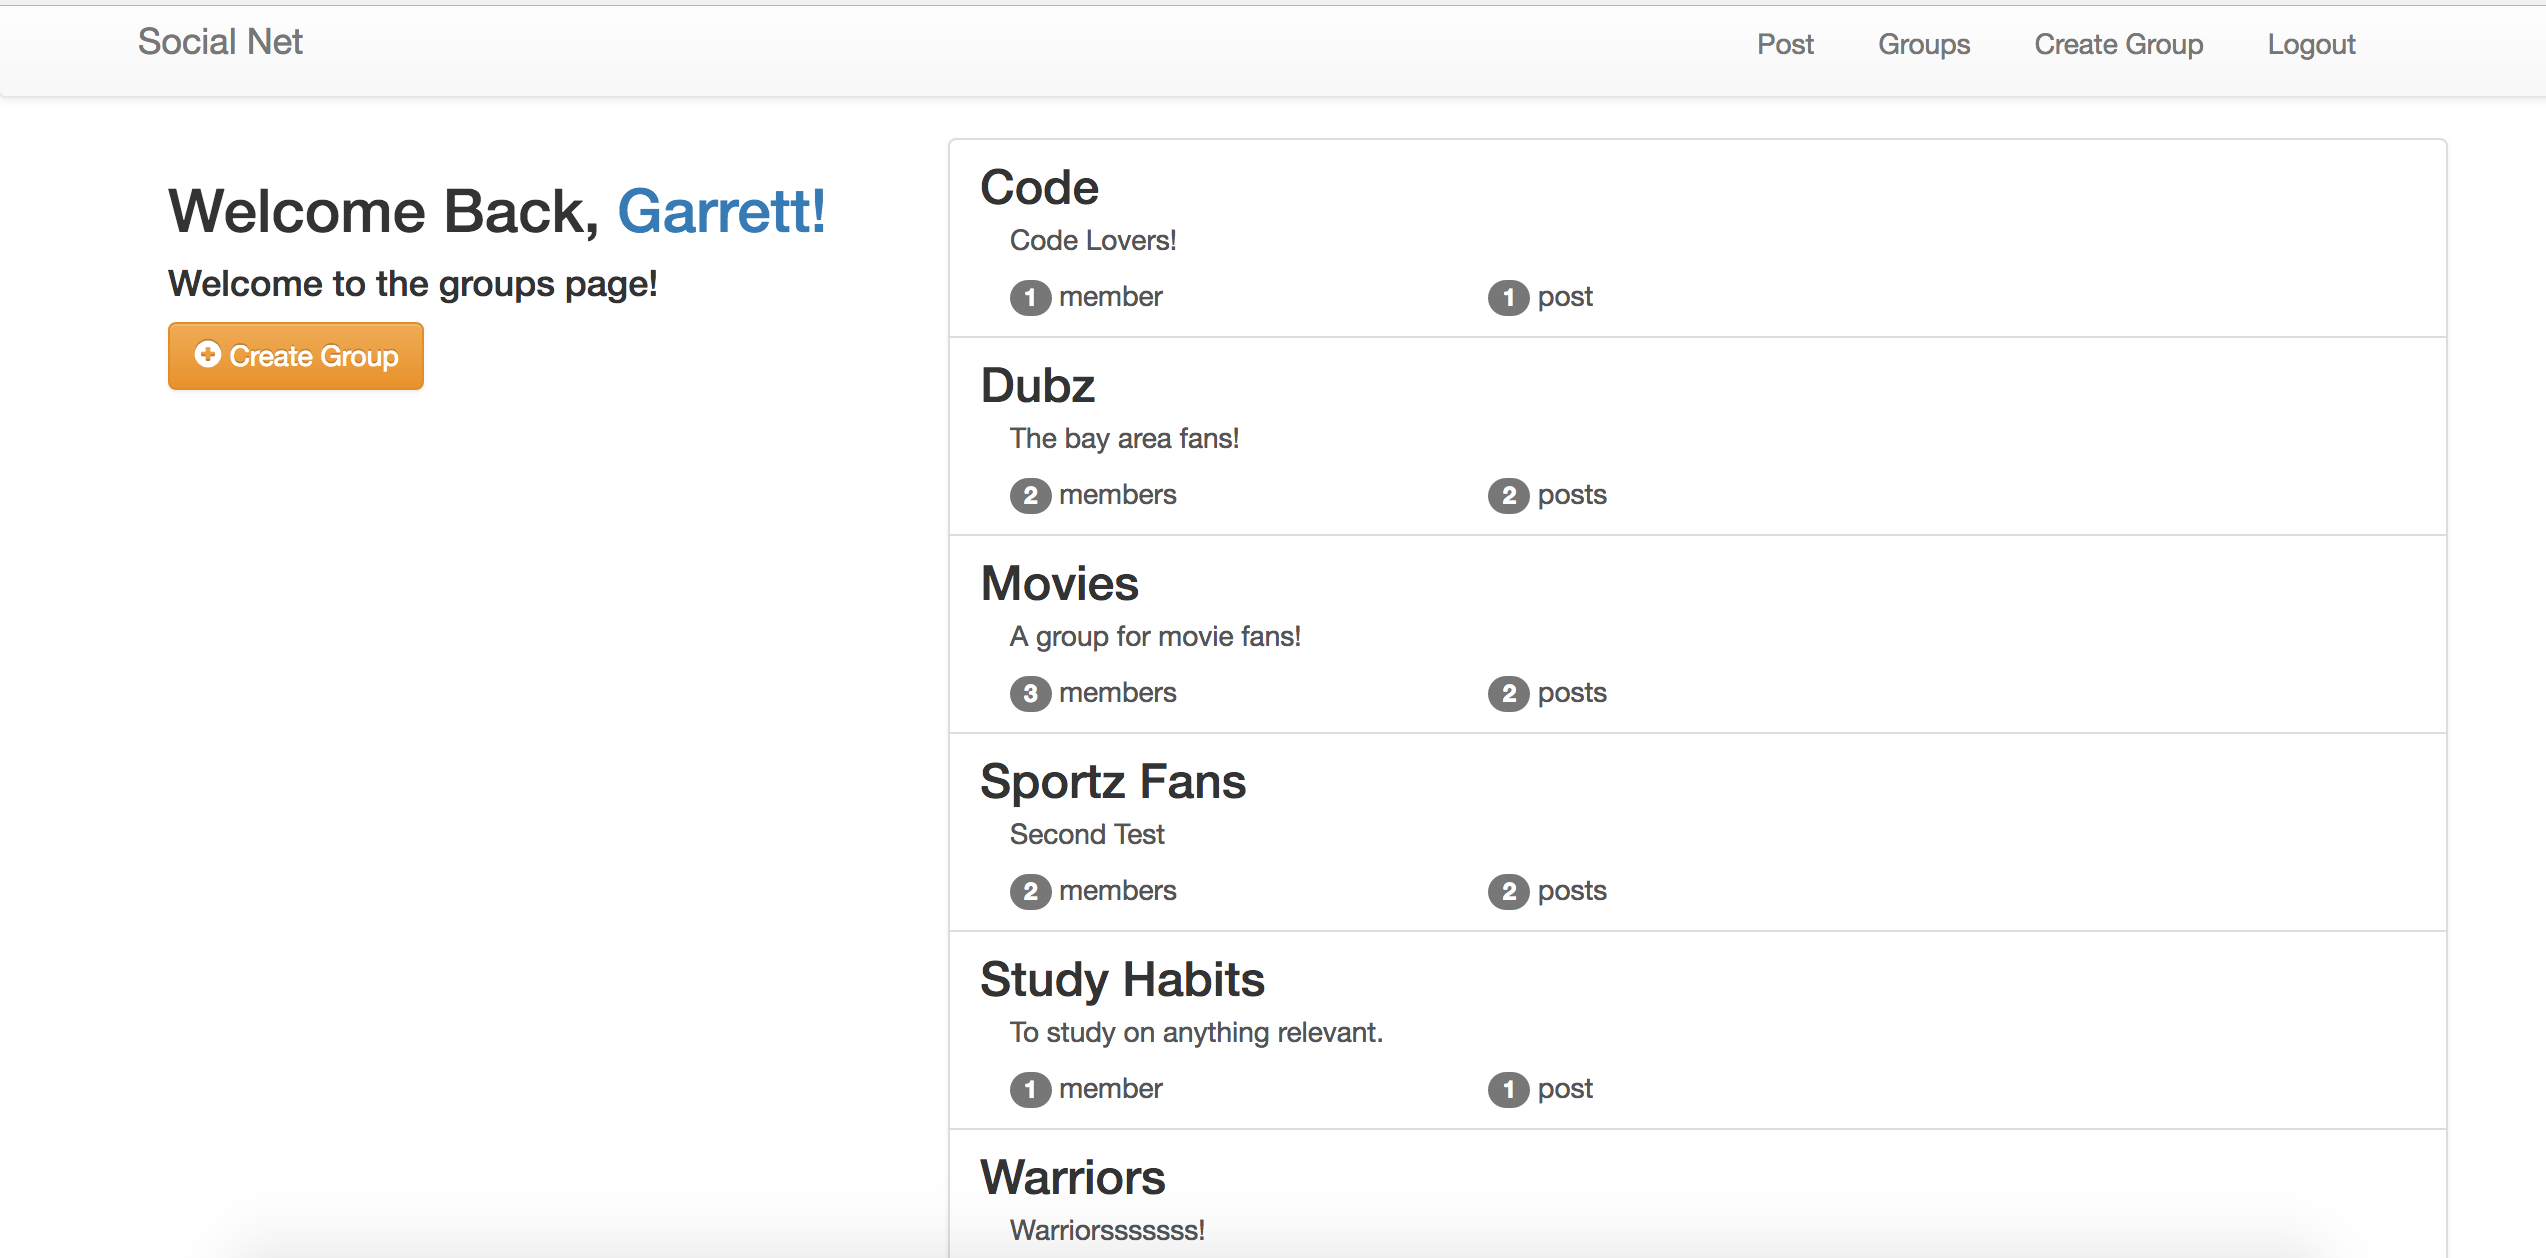 Social Net
Post Groups Create Group Logout
Welcome Back, Garrett!
Welcome to the groups page!
Create Group
Code
Code Lovers!
1 member 1 post
Dubz
The bay area fans!
2 members 2 posts
Movies
A group for movie fans!
3 members 2 posts
Sportz Fans
Second Test
2 members 2 posts
Study Habits
To study on anything relevant.
1 member 1 post
Warriors
Warriorsssssss!